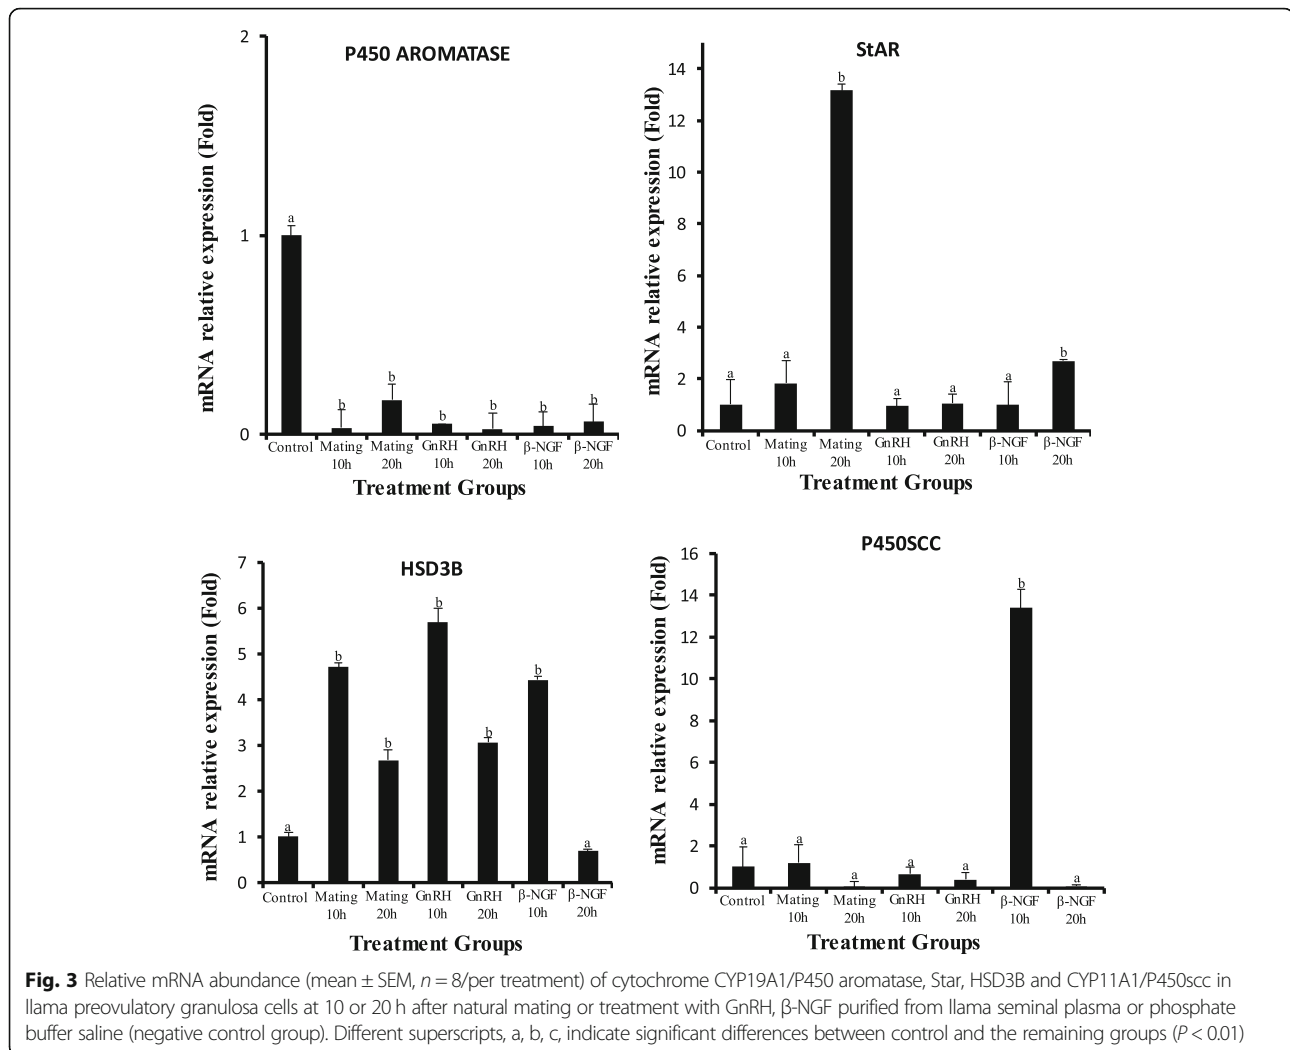 P450 AROMATASE
mRNA relative expression (Fold)
2
1
0
a
b
b
b
b
b
b
Control
Mating
10h
Mating
20h
GnRH
10h
GnRH
20h
β-NGF
10h
β-NGF
20h
Treatment Groups
StAR
mRNA relative expression (Fold)
14
12
10
8
6
4
2
0
a
a
b
a
a
a
b
Control
Mating
10h
Mating
20h
GnRH
10h
GnRH
20h
β-NGF
10h
β-NGF
20h
Treatment Groups
HSD3B
mRNA relative expression (Fold)
7
6
5
4
3
2
1
0
a
b
b
b
b
b
a
Control
Mating
10h
Mating
20h
GnRH
10h
GnRH
20h
β-NGF
10h
β-NGF
20h
Treatment Groups
P450SCC
mRNA relative expression (Fold)
16
14
12
10
8
6
4
2
0
a
a
a
a
a
b
a
Control
Mating
10h
Mating
20h
GnRH
10h
GnRH
20h
β-NGF
10h
β-NGF
20h
Treatment Groups
Fig. 3 Relative mRNA abundance (mean ± SEM, n = 8/per treatment) of cytochrome CYP19A1/P450 aromatase, Star, HSD3B and CYP11A1/P450scc in
llama preovulatory granulosa cells at 10 or 20 h after natural mating or treatment with GnRH, β-NGF purified from llama seminal plasma or phosphate
buffer saline (negative control group). Different superscripts, a, b, c, indicate significant differences between control and the remaining groups (P < 0.01)